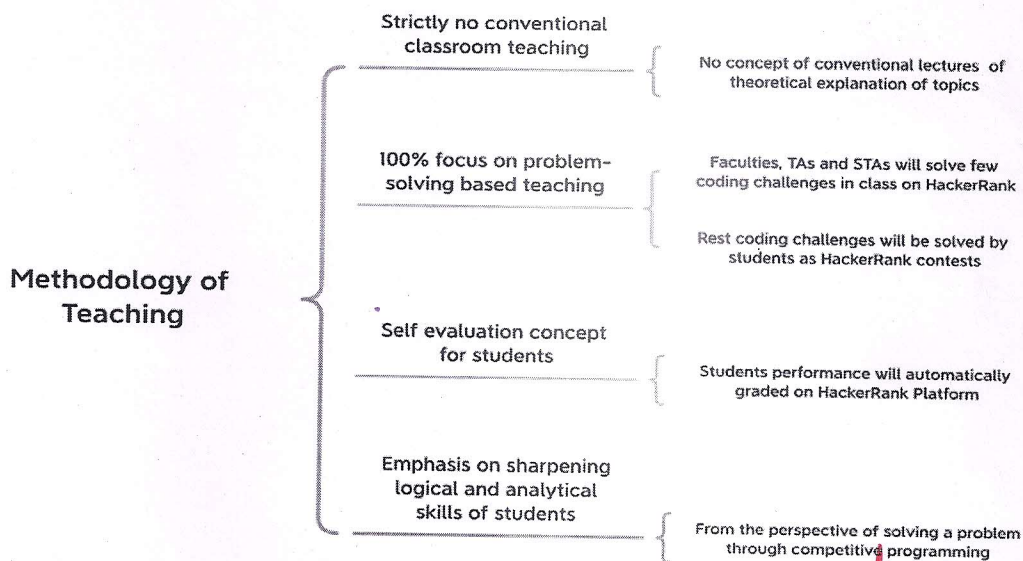 Methodology of
Teaching
Strictly no conventional
classroom teaching
No concept of conventional lectures of
theoretical explanation of topics
100% focus on problem-
solving based teaching
Faculties, TAs and STAs will solve few
coding challenges in class on HackerRank
Rest coding challenges will be solved by
students as HackerRank contests
Self evaluation concept
for students
Students performance will automatically
graded on HackerRank Platform
Emphasis on sharpening
logical and analytical
skills of students
From the perspective of solving a problem
through competitive programming